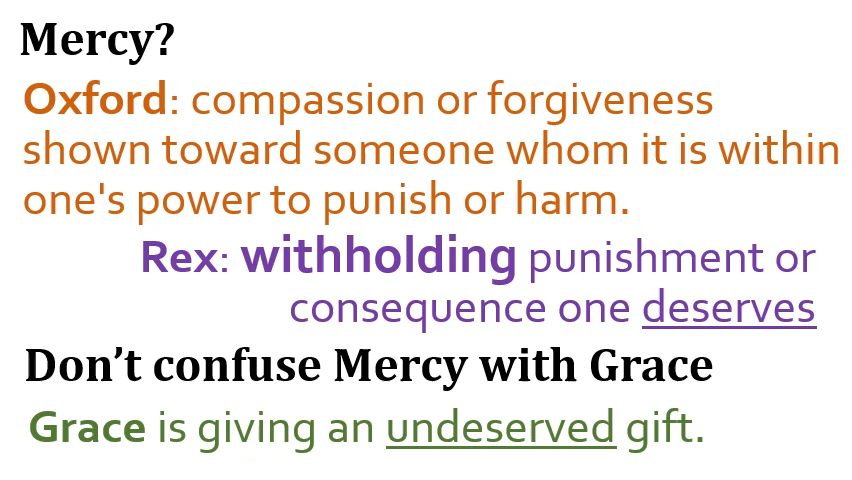 Mercy?
Oxford: compassion or forgiveness
shown toward someone whom it is within
one's power to punish or harm.
Rex: withholding punishment or
consequence one deserves
Don’t confuse Mercy with Grace
Grace is giving an undeserved gift.